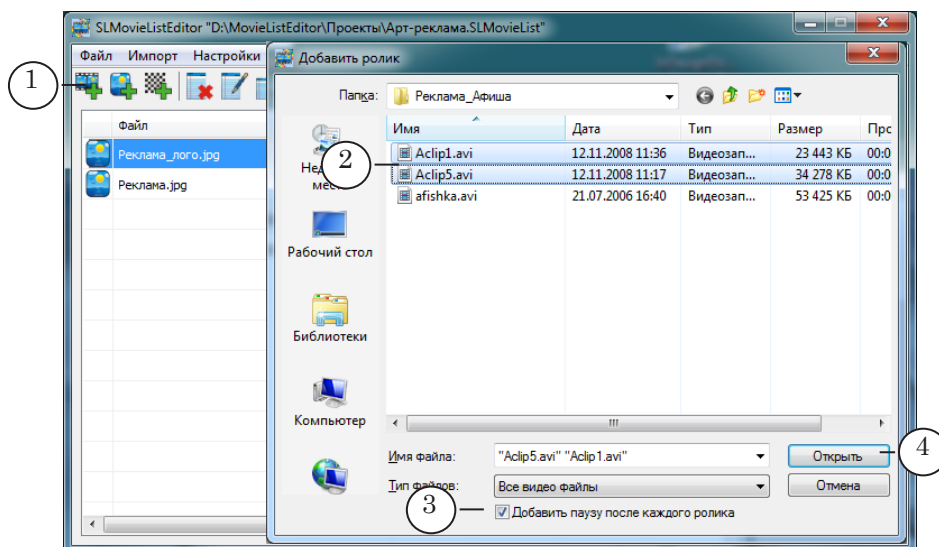 SLMovieListEditor "D:\MovieListEditor\Проекты\Арт-реклама.SLMovieList"
Файл Импорт Настройки
Добавить ролик
1
Папка: Реклама_Афиша
Файл
Имя Дата Тип Размер Про
Реклама_лого.jpg
Реклама.jpg
2
Aclip1.avi 12.11.2008 11:36 Видеозап... 23 443 КБ 00:0
Aclip5.avi 12.11.2008 11:17 Видеозап... 34 278 КБ 00:0
afishka.avi 21.07.2006 16:40 Видеозап... 53 425 КБ 00:0
Нед
мес
Рабочий стол
Библиотеки
Компьютер
Имя файла: "Aclip5.avi" "Aclip1.avi" Открыть
4
Тип файлов: Все видео файлы Отмена
3
Добавить паузу после каждого ролика